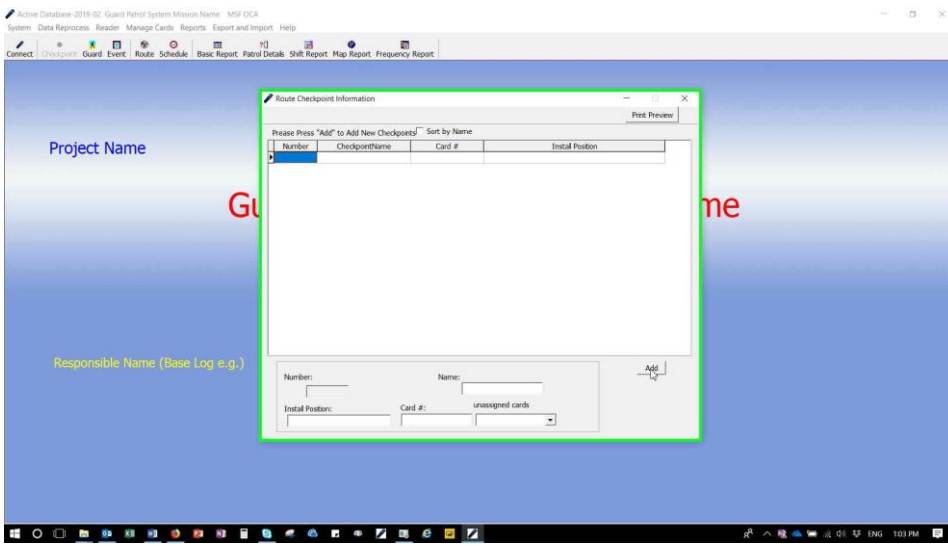 Active Database-2019-02 Guard Patrol System Mission Name MSF OCA
System Data Reprocess Reader Manage Cards Reports Export and Import Help
Connect Checkpoint Guard Event Route Schedule Basic Report Patrol Details Shift Report Map Report Frequency Report
Route Checkpoint Information
Print Preview
Prease Press "Add" to Add New Checkponts Sort by Name
Number CheckpointName Card # Install Position
Project Name
Gu
me
Responsible Name (Base Log e.g.)
Add
Number: Name:
Install Position: Card #: unassigned cards
ENG 1:03 PM